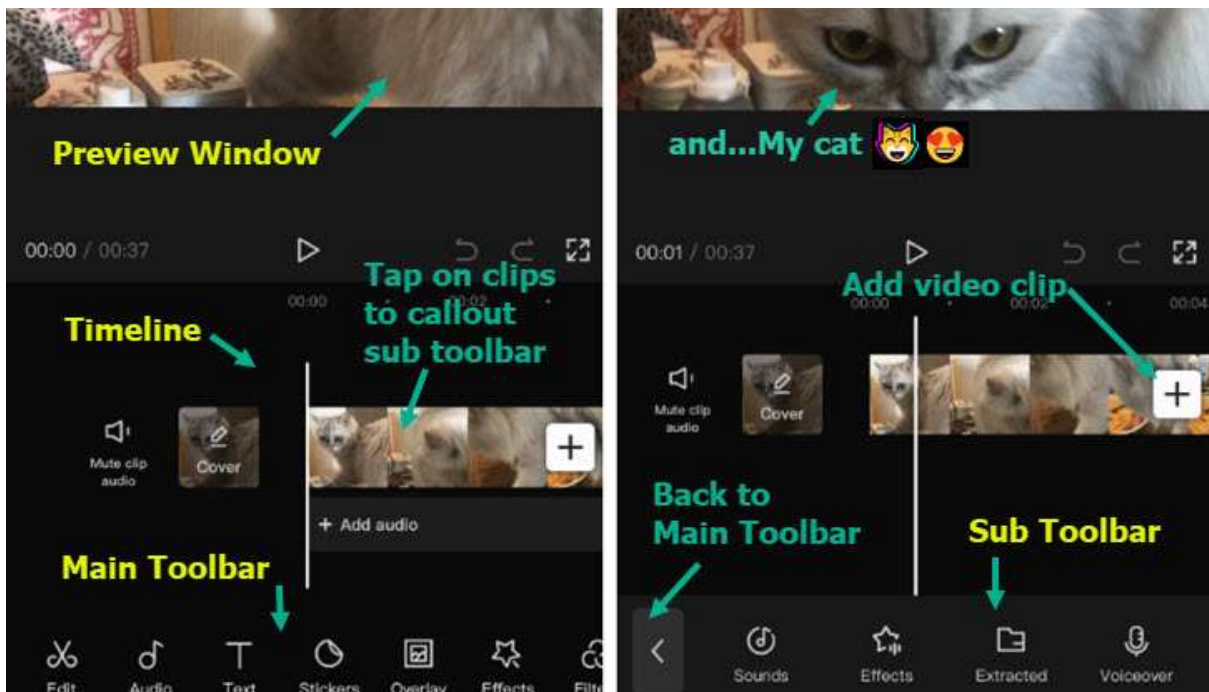 Preview Window
00:00 / 00:37
Tap on clips
to callout
sub toolbar
00:00
00:02
Timeline
Mute clip
audio
Cover
+ Add audio
Main Toolbar
Edit
Audio
Text
Stickers
Overlay
Effects
and...My cat
00:01 / 00:37
Add video clip
00:00
00:02
00:04
Mute clip
audio
Cover
Back to
Main Toolbar
Sub Toolbar
Sounds
Effects
Extracted
Voiceover